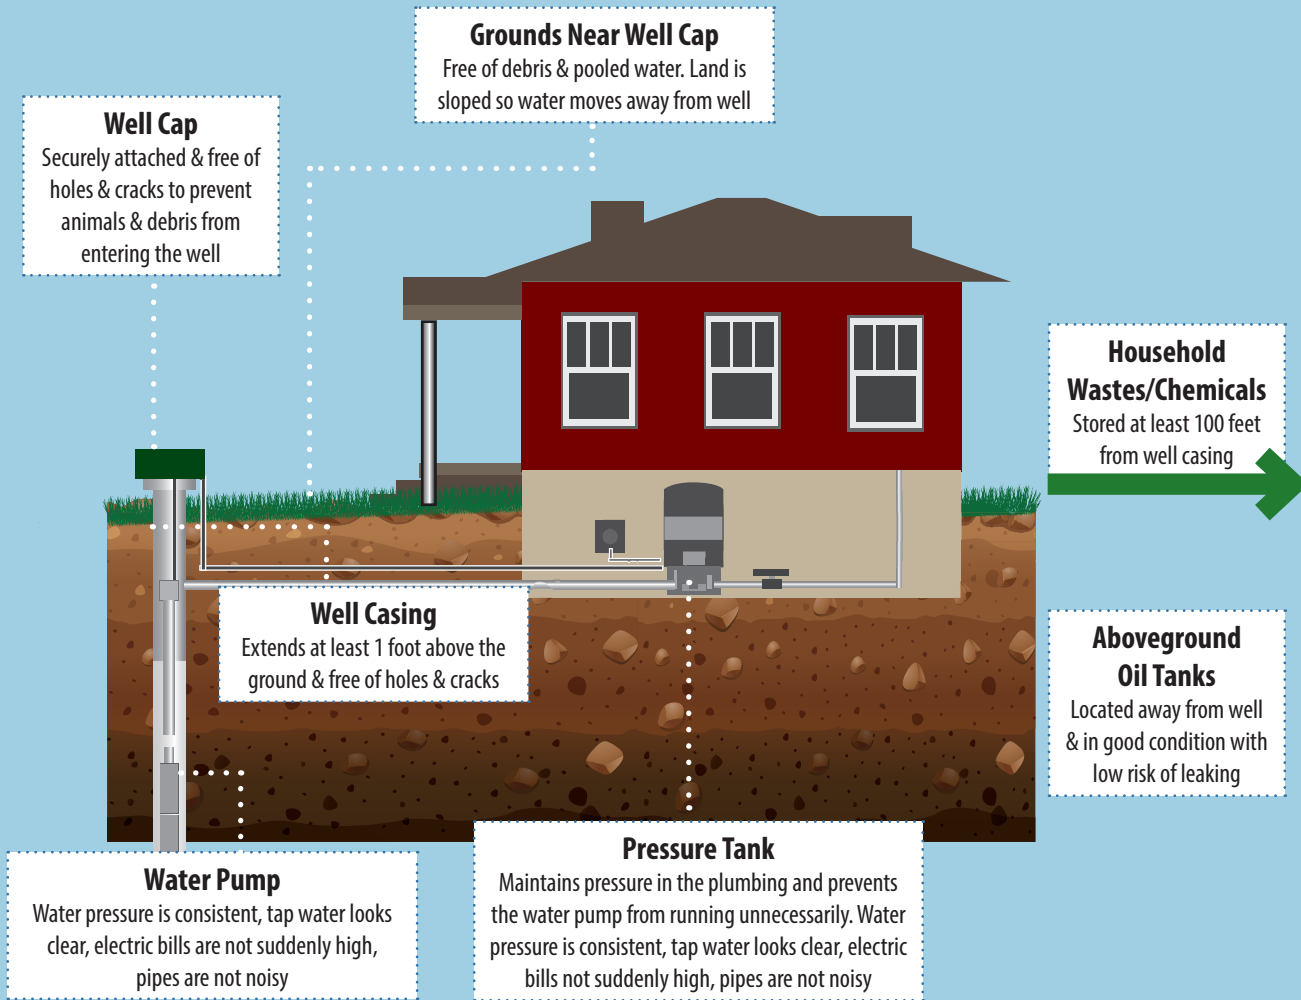 Grounds Near Well Cap
Free of debris & pooled water. Land is
sloped so water moves away from well
Well Cap
Securely attached & free of
holes & cracks to prevent
animals & debris from
entering the well
Household
Wastes/Chemicals
Stored at least 100 feet
from well casing
Well Casing
Extends at least 1 foot above the
ground & free of holes & cracks
Aboveground
Oil Tanks
Located away from well
& in good condition with
low risk of leaking
Water Pump
Water pressure is consistent, tap water looks
clear, electric bills are not suddenly high,
pipes are not noisy
Pressure Tank
Maintains pressure in the plumbing and prevents
the water pump from running unnecessarily. Water
pressure is consistent, tap water looks clear, electric
bills not suddenly high, pipes are not noisy